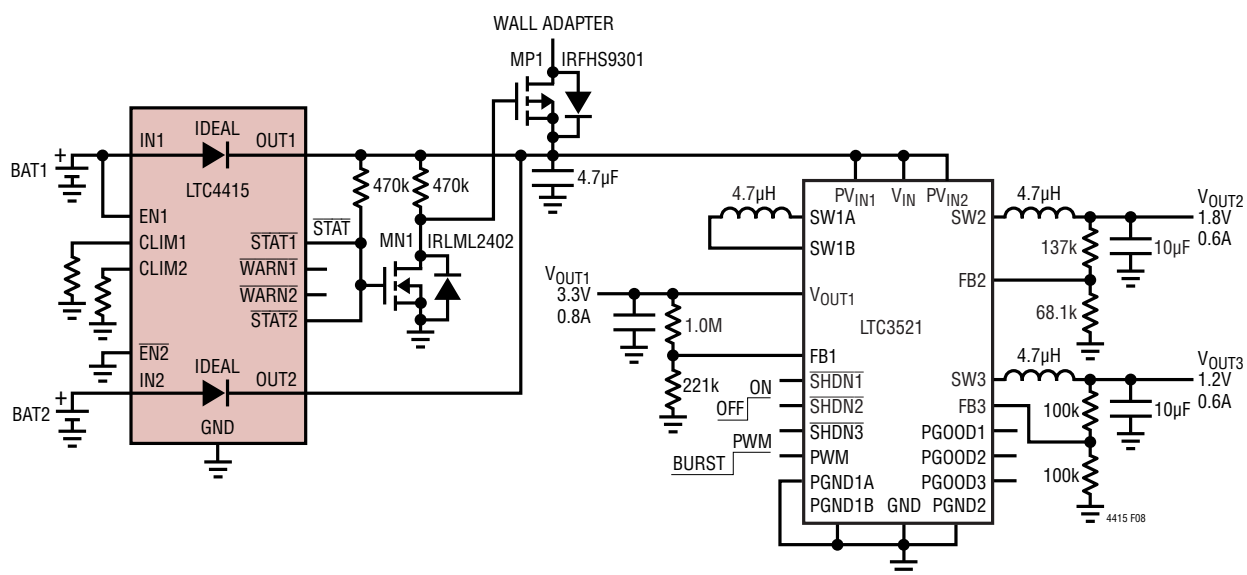 WALL ADAPTER
MP1 IRFHS9301
BAT1
+
IN1
IDEAL
OUT1
LTC4415
EN1
CLIM1
CLIM2
STAT1
WARN1
WARN2
STAT2
EN2
IN2
IDEAL
OUT2
GND
BAT2
+
470k
470k
STAT
MN1
IRLML2402
4.7µF
4.7µH
PVIN1
VIN
PVIN2
SW1A
SW1B
VOUT1
3.3V
0.8A
1.0M
221k
VOUT1
LTC3521
FB1
SHDN1
SHDN2
SHDN3
PWM
PGND1A
PGND1B
GND
PGND2
ON
OFF
PWM
BURST
SW2
FB2
SW3
FB3
PGOOD1
PGOOD2
PGOOD3
4.7µH
137k
68.1k
10µF
VOUT2
1.8V
0.6A
4.7µH
100k
100k
10µF
VOUT3
1.2V
0.6A
4415 F08